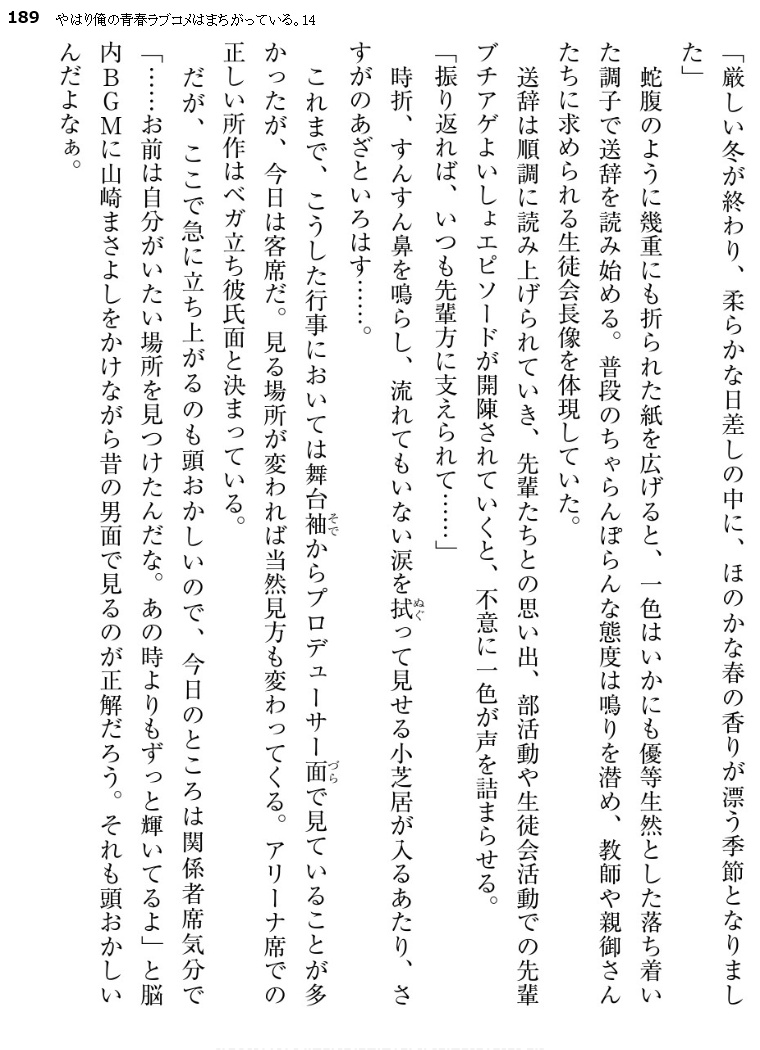 189 やはり俺の青春ラブコメはまちがっている。14
「厳しい冬が終わり、柔らかな日差しの中に、ほのかな春の香りが漂う季節となりまし
た」
　蛇腹のように幾重にも折られた紙を広げると、一色はいかにも優等生然とした落ち着い
た調子で送辞を読み始める。普段のちゃらんぽらんな態度は鳴りを潜め、教師や親御さん
たちに求められる生徒会長像を体現していた。
　送辞は順調に読み上げられていき、先輩たちとの思い出、部活動や生徒会活動での先輩
ブチアゲよいしょエピソードが開陳されていくと、不意に一色が声を詰まらせる。
「振り返れば、いつも先輩方に支えられて……」
　時折、すんすん鼻を鳴らし、流れてもいない涙を拭って見せる小芝居が入るあたり、さ
すがのあざといろはす……。
　これまで、こうした行事においては舞台袖からプロデューサー面で見ていることが多
かったが、今日は客席だ。見る場所が変われば当然見方も変わってくる。アリーナ席での
正しい所作はベガ立ち彼氏面と決まっている。
　だが、ここで急に立ち上がるのも頭おかしいので、今日のところは関係者席気分で
「……お前は自分がいたい場所を見つけたんだな。あの時よりもずっと輝いてるよ」と脳
内ＢＧＭに山崎まさよしをかけながら昔の男面で見るのが正解だろう。それも頭おかしい
んだよなぁ。